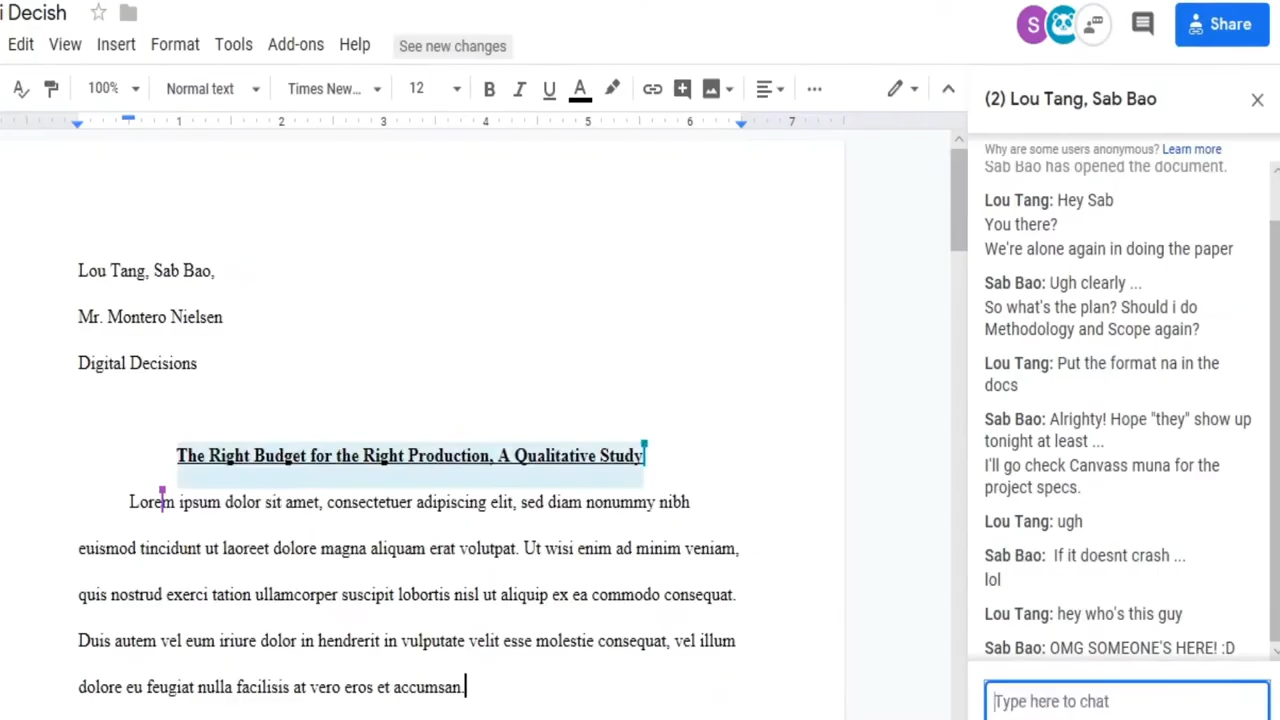 i Decish
Edit View Insert Format Tools Add-ons Help See new changes
S
Share
100% Normal text Times New... 12 B I U A
1 2 3 4 5 6 7
Lou Tang, Sab Bao,
Mr. Montero Nielsen
Digital Decisions
The Right Budget for the Right Production, A Qualitative Study
Lorem ipsum dolor sit amet, consectetuer adipiscing elit, sed diam nonummy nibh
euismod tincidunt ut laoreet dolore magna aliquam erat volutpat. Ut wisi enim ad minim veniam,
quis nostrud exerci tation ullamcorper suscipit lobortis nisl ut aliquip ex ea commodo consequat.
Duis autem vel eum iriure dolor in hendrerit in vulputate velit esse molestie consequat, vel illum
dolore eu feugiat nulla facilisis at vero eros et accumsan.
(2) Lou Tang, Sab Bao
Why are some users anonymous? Learn more
Sab Bao has opened the document.
Lou Tang: Hey Sab
You there?
We're alone again in doing the paper
Sab Bao: Ugh clearly ...
So what's the plan? Should i do
Methodology and Scope again?
Lou Tang: Put the format na in the
docs
Sab Bao: Alrighty! Hope "they" show up
tonight at least ...
I'll go check Canvass muna for the
project specs.
Lou Tang: ugh
Sab Bao: If it doesnt crash ...
lol
Lou Tang: hey who's this guy
Sab Bao: OMG SOMEONE'S HERE! :D
Type here to chat